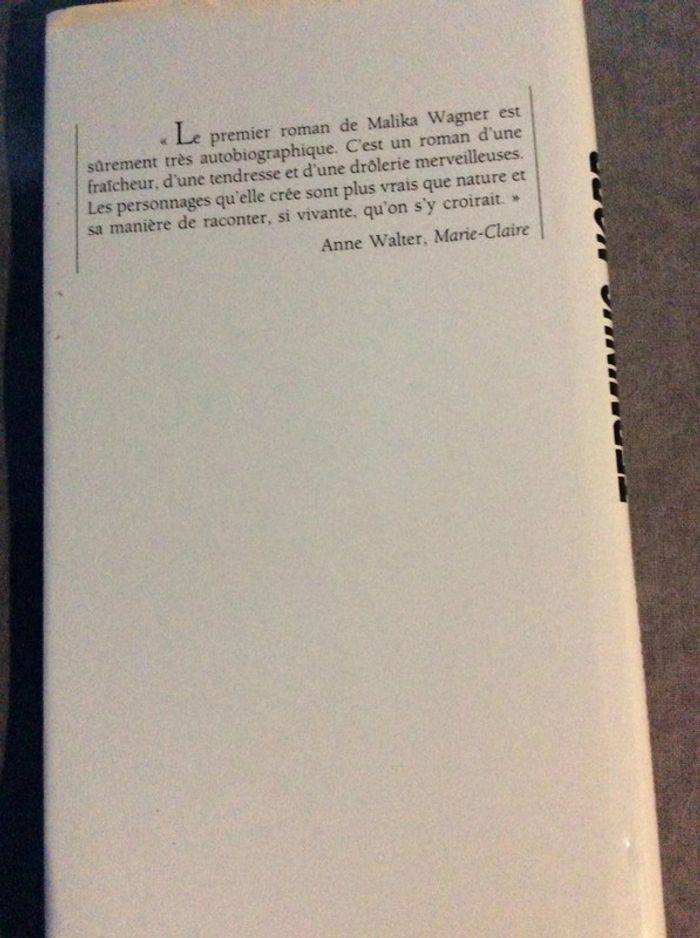 « Le premier roman de Malika Wagner est
sûrement très autobiographique. C'est un roman d'une
fraîcheur, d'une tendresse et d'une drôlerie merveilleuses.
Les personnages qu'elle crée sont plus vrais que nature et
sa manière de raconter, si vivante, qu'on s'y croirait. »
Anne Walter, Marie-Claire
TERMINUS NORD